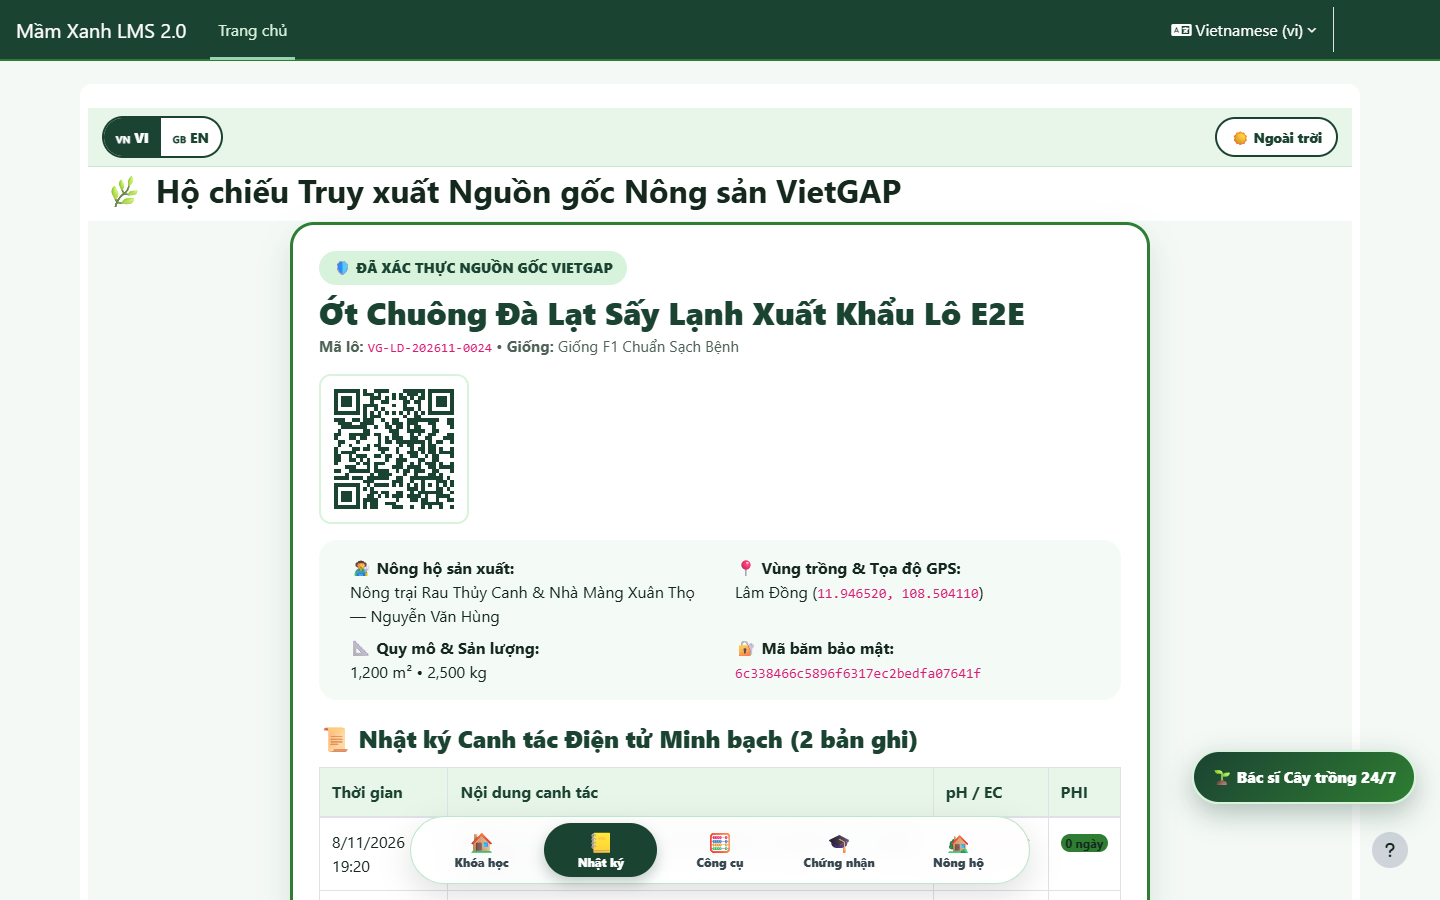 Mầm Xanh LMS 2.0
Trang chủ
Vietnamese (vi)
VN VI
GB EN
Ngoài trời
Hộ chiếu Truy xuất Nguồn gốc Nông sản VietGAP
ĐÃ XÁC THỰC NGUỒN GỐC VIETGAP
Ớt Chuông Đà Lạt Sấy Lạnh Xuất Khẩu Lô E2E
Mã lô: VG-LD-202611-0024 • Giống: Giống F1 Chuẩn Sạch Bệnh
Nông hộ sản xuất:
Nông trại Rau Thủy Canh & Nhà Màng Xuân Thọ
— Nguyễn Văn Hùng
Vùng trồng & Tọa độ GPS:
Lâm Đồng (11.946520, 108.504110)
Quy mô & Sản lượng:
1,200 m² • 2,500 kg
Mã băm bảo mật:
6c338466c5896f6317ec2bedfa07641f
Nhật ký Canh tác Điện tử Minh bạch (2 bản ghi)
Thời gian
Nội dung canh tác
pH / EC
PHI
8/11/2026
19:20
0 ngày
Bác sĩ Cây trồng 24/7
Khóa học
Nhật ký
Công cụ
Chứng nhận
Nông hộ
?